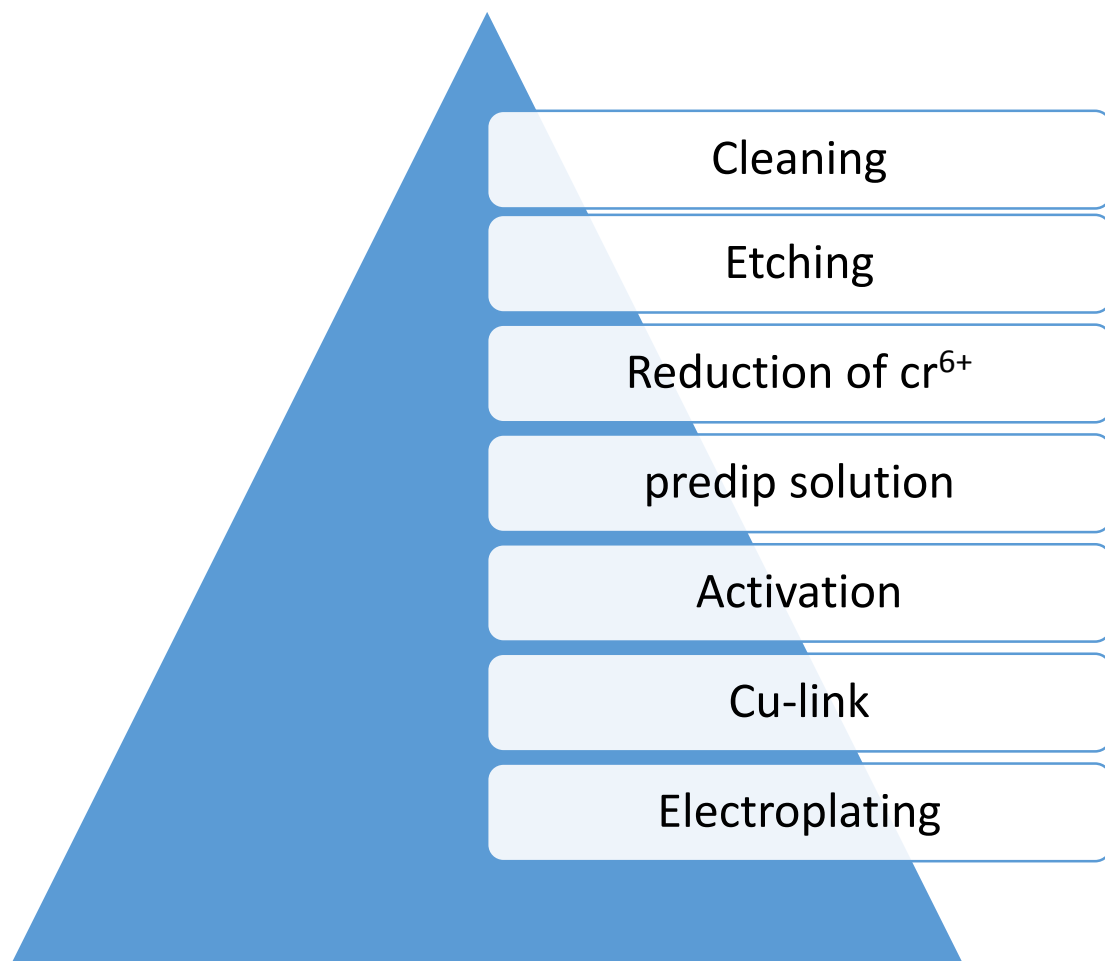 Cleaning
Etching
Reduction of cr⁶⁺
predip solution
Activation
Cu-link
Electroplating